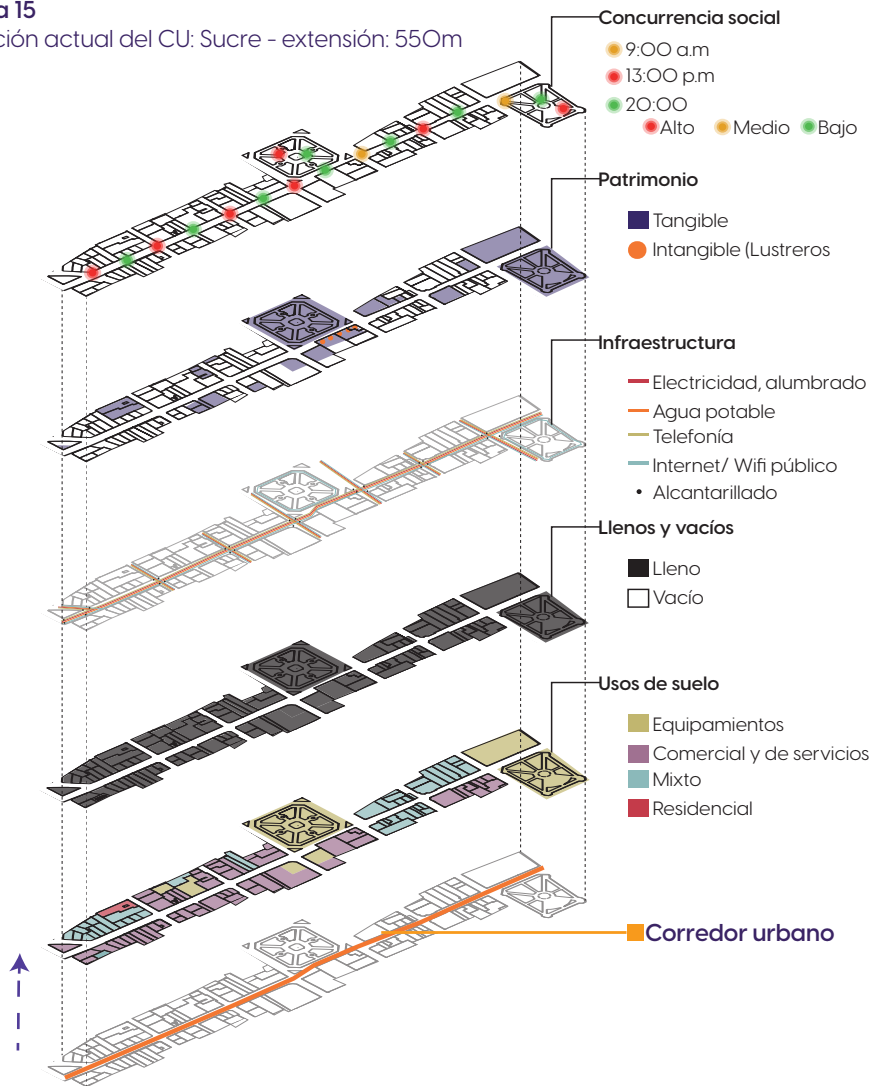 a 15
ción actual del CU: Sucre - extensión: 550m
Concurrencia social
9:00 a.m
13:00 p.m
20:00
Alto Medio Bajo
Patrimonio
Tangible
Intangible (Lustreros
Infraestructura
Electricidad, alumbrado
Agua potable
Telefonía
Internet/ Wifi público
Alcantarillado
Llenos y vacíos
Lleno
Vacío
Usos de suelo
Equipamientos
Comercial y de servicios
Mixto
Residencial
Corredor urbano